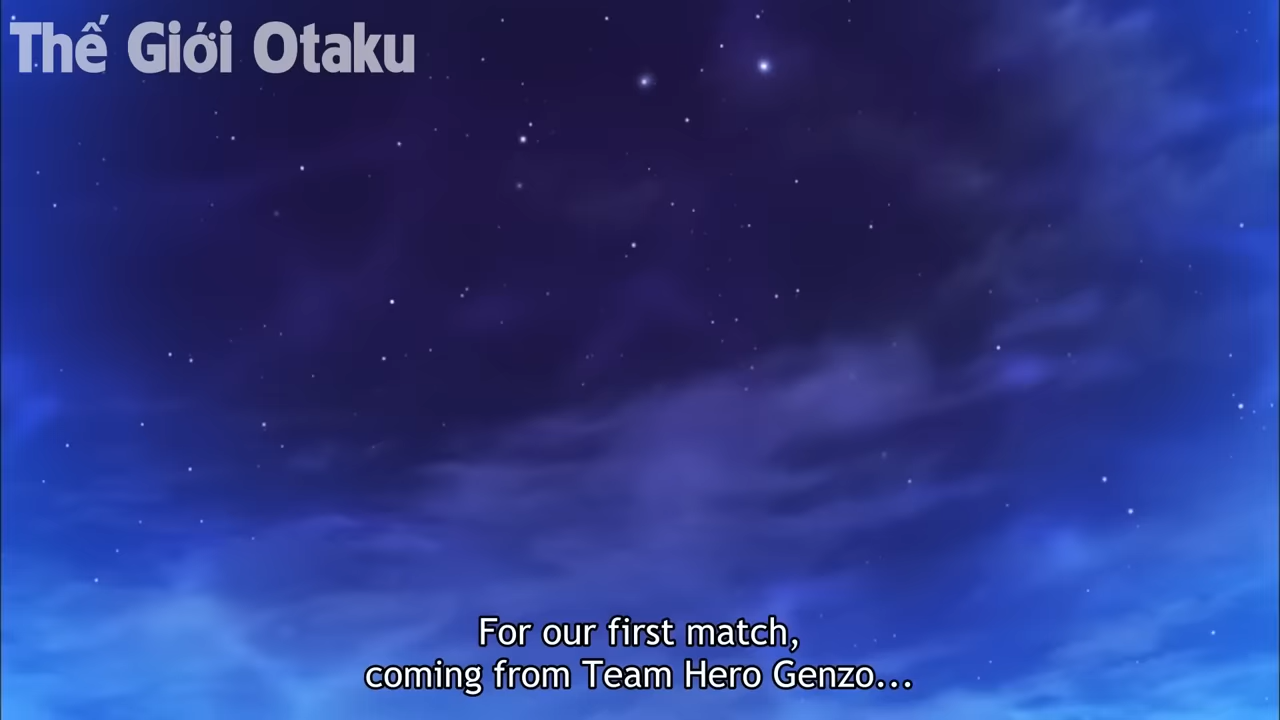 Thế Giới Otaku
For our first match,
coming from Team Hero Genzo...